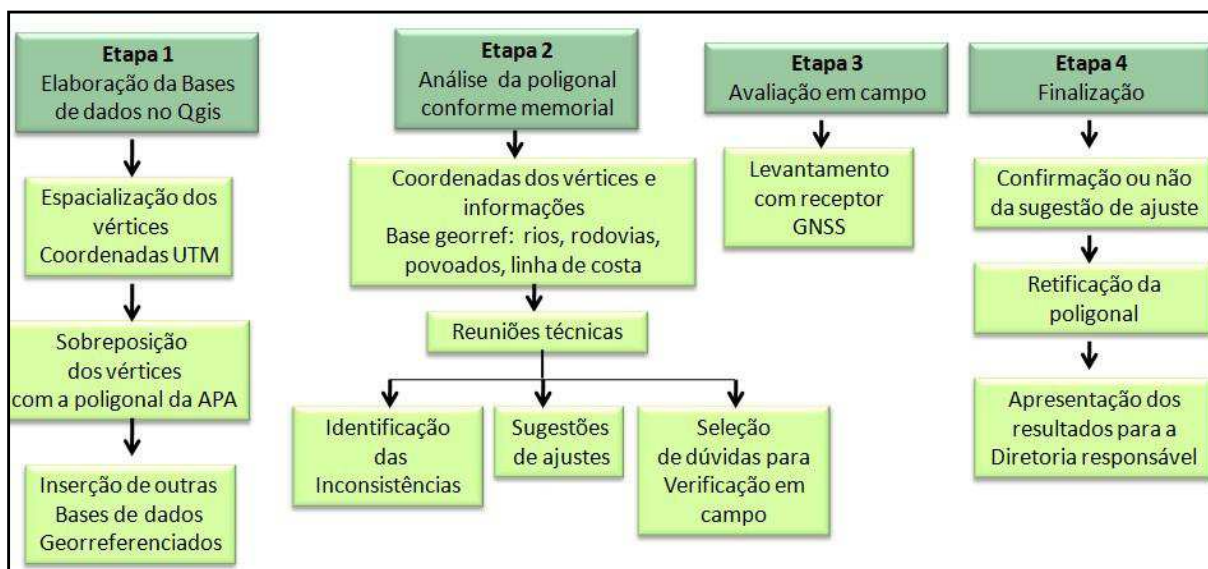 Etapa 1
Elaboração da Bases
de dados no Qgis
Espacialização dos
vértices
Coordenadas UTM
Sobreposição
dos vértices
com a poligonal da APA
Inserção de outras
Bases de dados
Georreferenciados
Etapa 2
Análise da poligonal
conforme memorial
Coordenadas dos vértices e
informações
Base georref: rios, rodovias,
povoados, linha de costa
Reuniões técnicas
Identificação
das
Inconsistências
Sugestões
de ajustes
Seleção
de dúvidas para
Verificação em
campo
Etapa 3
Avaliação em campo
Levantamento
com receptor
GNSS
Etapa 4
Finalização
Confirmação ou não
da sugestão de ajuste
Retificação da
poligonal
Apresentação dos
resultados para a
Diretoria responsável